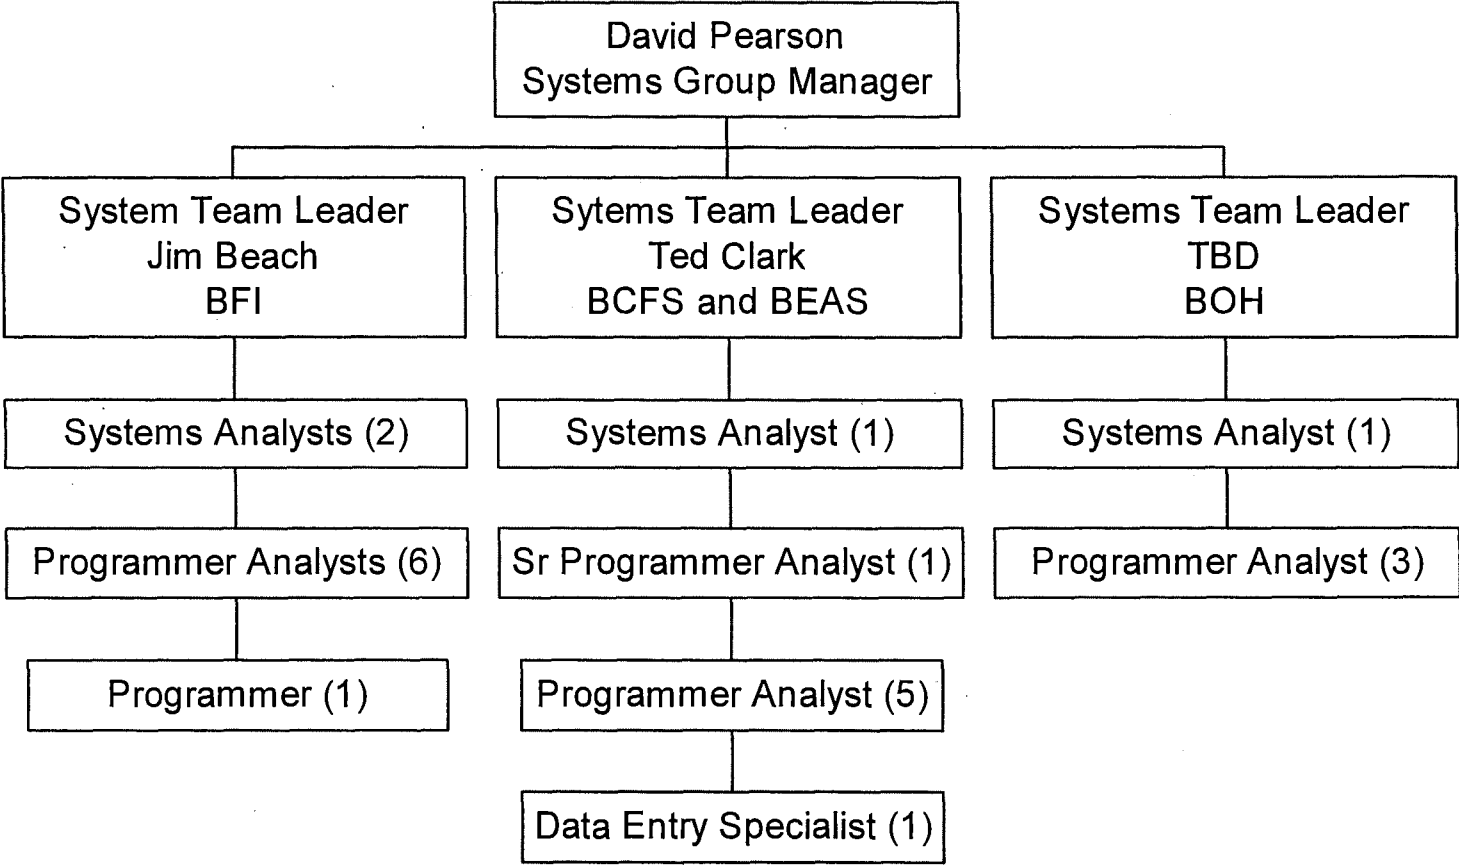 David Pearson
Systems Group Manager
System Team Leader
Jim Beach
BFI
Sytems Team Leader
Ted Clark
BCFS and BEAS
Systems Team Leader
TBD
BOH
Systems Analysts (2)
Systems Analyst (1)
Systems Analyst (1)
Programmer Analysts (6)
Sr Programmer Analyst (1)
Programmer Analyst (3)
Programmer (1)
Programmer Analyst (5)
Data Entry Specialist (1)